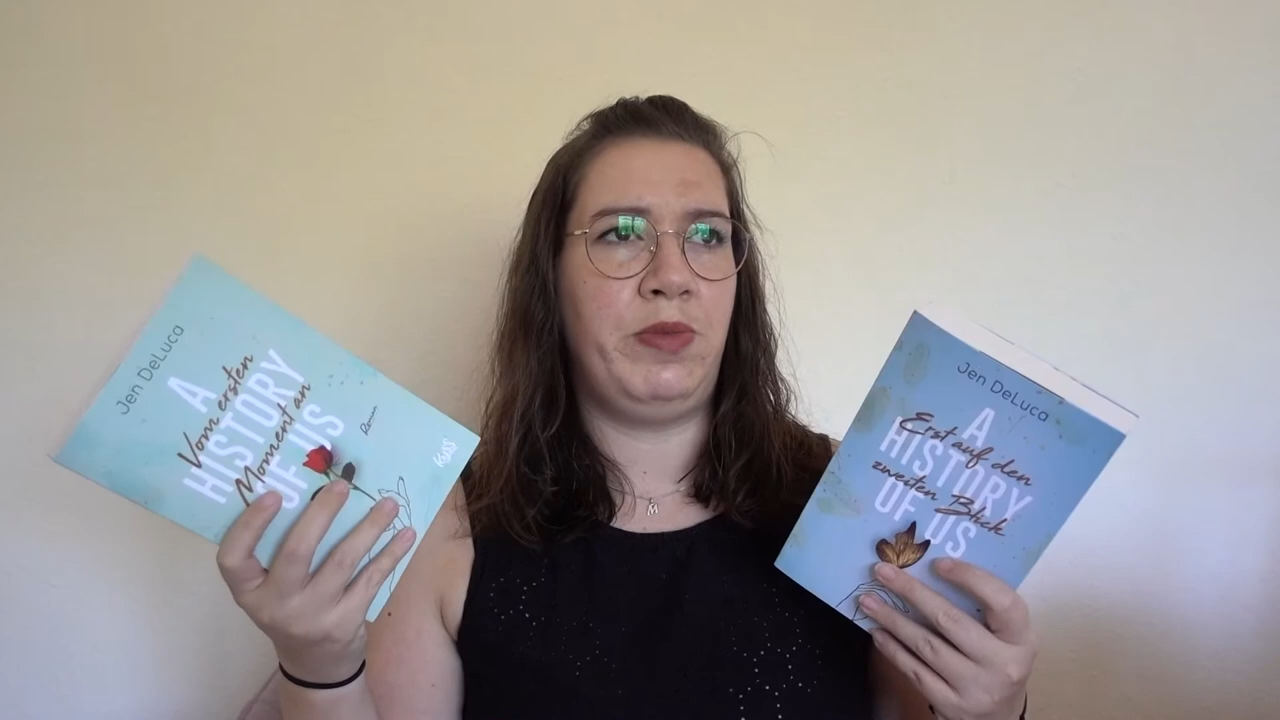 Jen DeLuca
A
HISTORY
OF US
Vom ersten
Moment an
Roman
KYSS
Jen DeLuca
A
HISTORY
OF US
Erst auf den
zweiten Blick
M